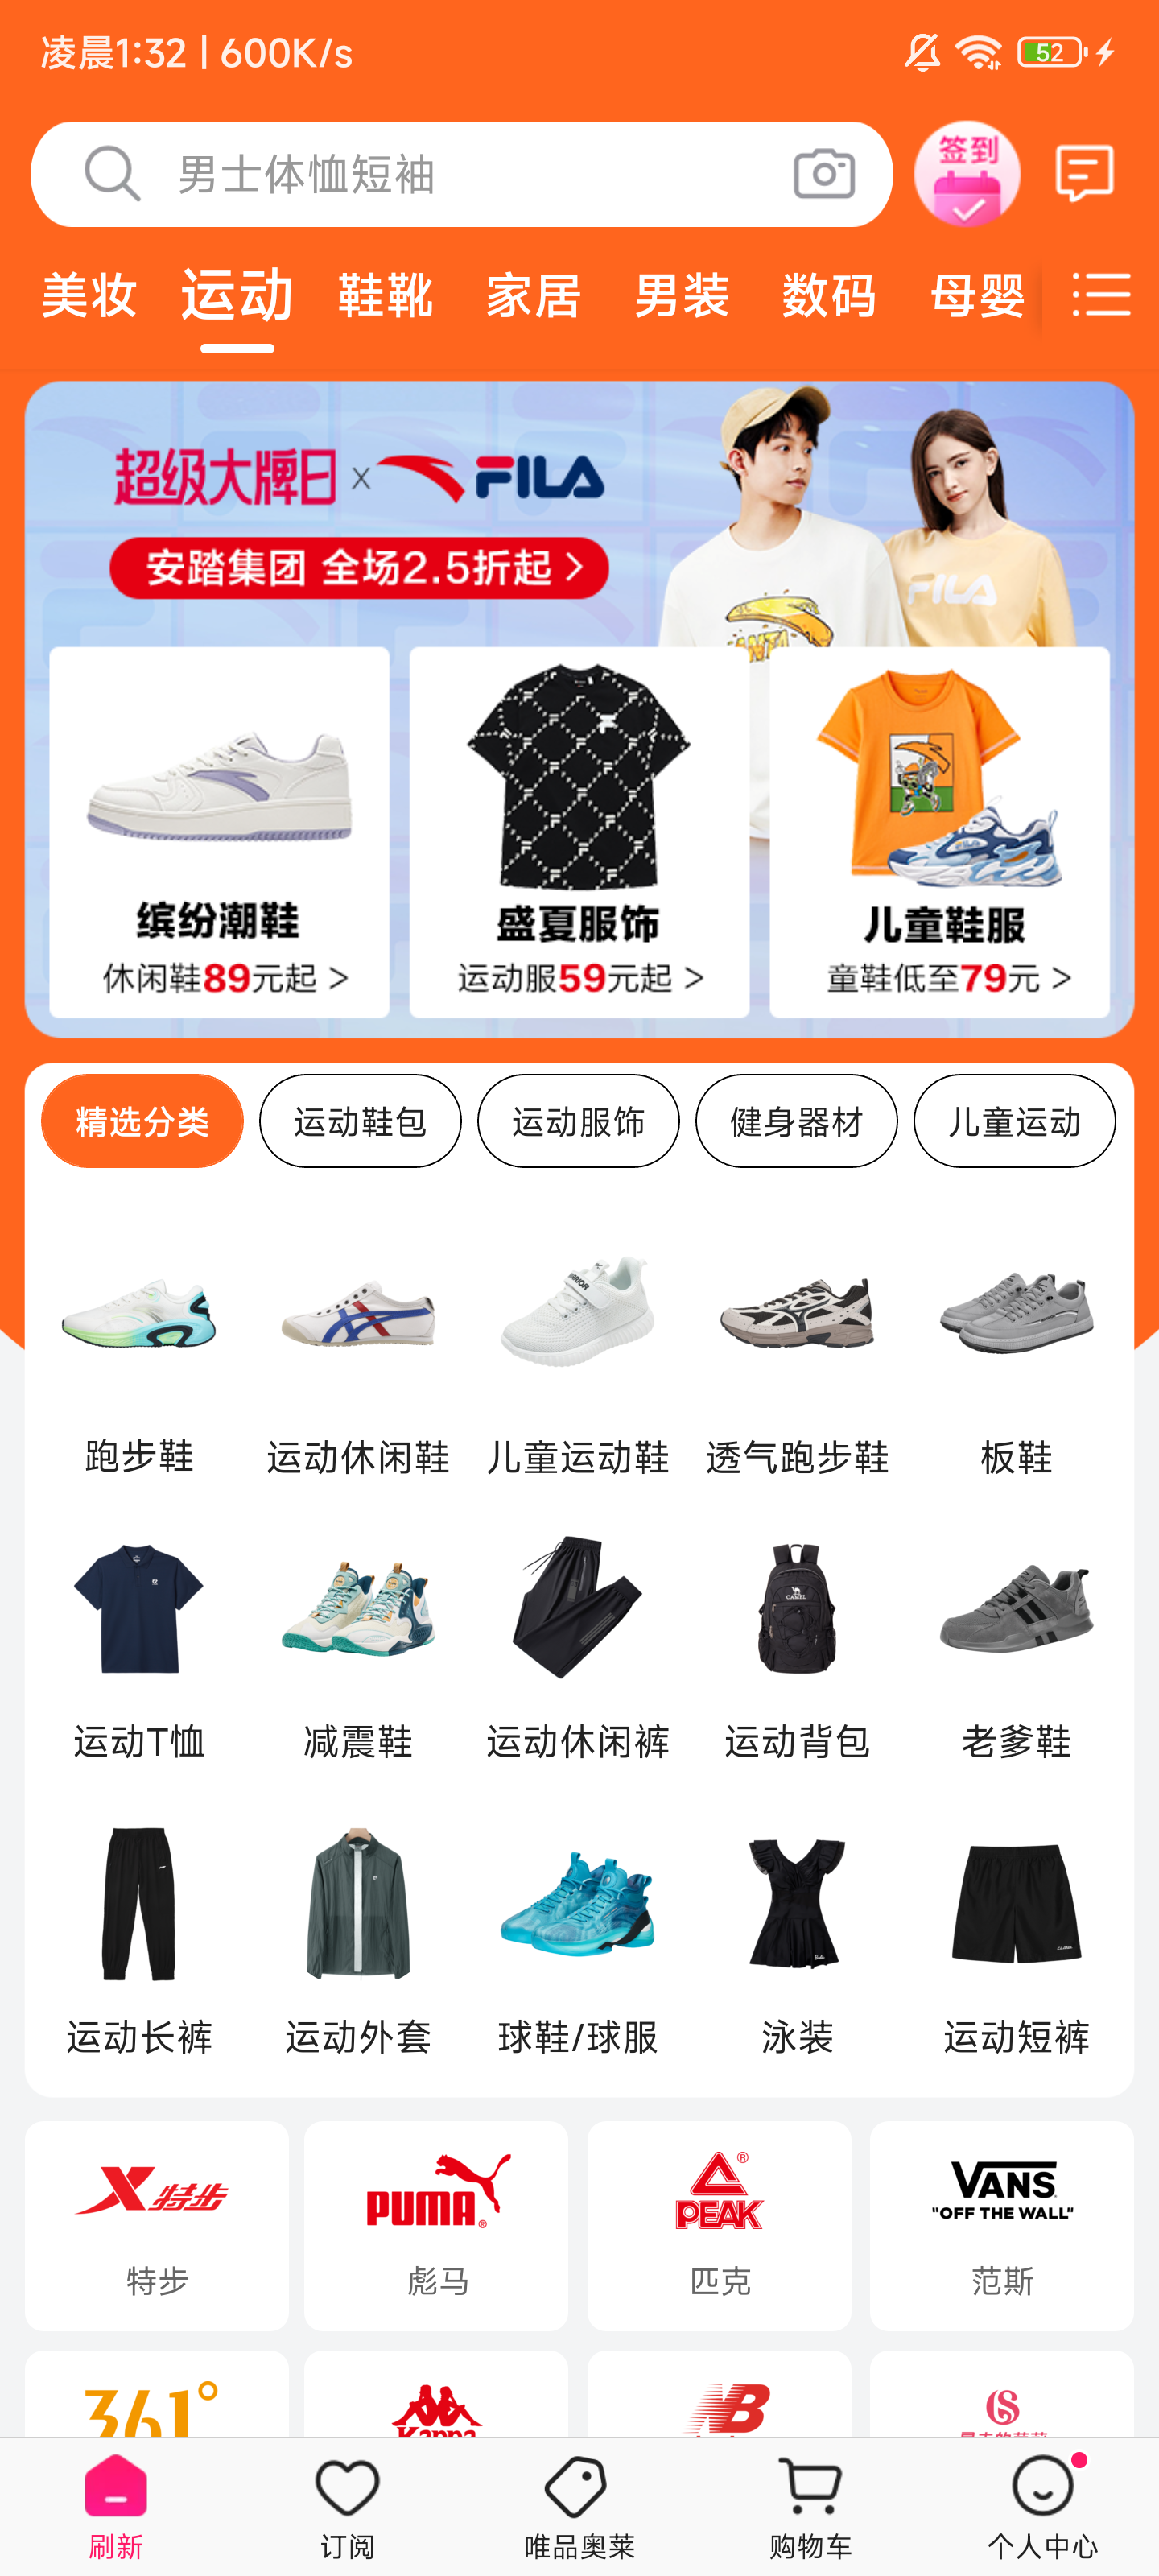 凌晨1:32 | 600K/s
52
男士体恤短袖
签到
美妆 运动 鞋靴 家居 男装 数码 母婴
超级大牌日 X FILA
安踏集团 全场2.5折起 >
FILA
ANTA
缤纷潮鞋
休闲鞋89元起 >
盛夏服饰
运动服59元起 >
儿童鞋服
童鞋低至79元 >
精选分类 运动鞋包 运动服饰 健身器材 儿童运动
跑步鞋 运动休闲鞋 儿童运动鞋 透气跑步鞋 板鞋
CAMEL
运动T恤 减震鞋 运动休闲裤 运动背包 老爹鞋
运动长裤 运动外套 球鞋/球服 泳装 运动短裤
特步 PUMA® PEAK® VANS
"OFF THE WALL"
特步 彪马 匹克 范斯
361° Kappa NB
刷新 订阅 唯品奥莱 购物车 个人中心